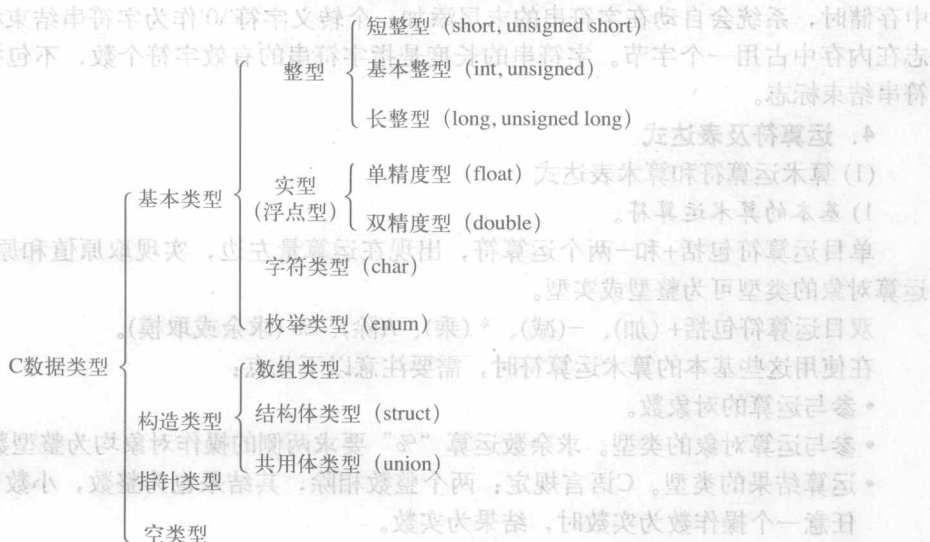 短整型 (short, unsigned short)
整型
基本整型 (int, unsigned)
长整型 (long, unsigned long)
基本类型
实型
(浮点型)
单精度型 (float)
双精度型 (double)
字符类型 (char)
枚举类型 (enum)
C数据类型
数组类型
构造类型
结构体类型 (struct)
共用体类型 (union)
指针类型
空类型